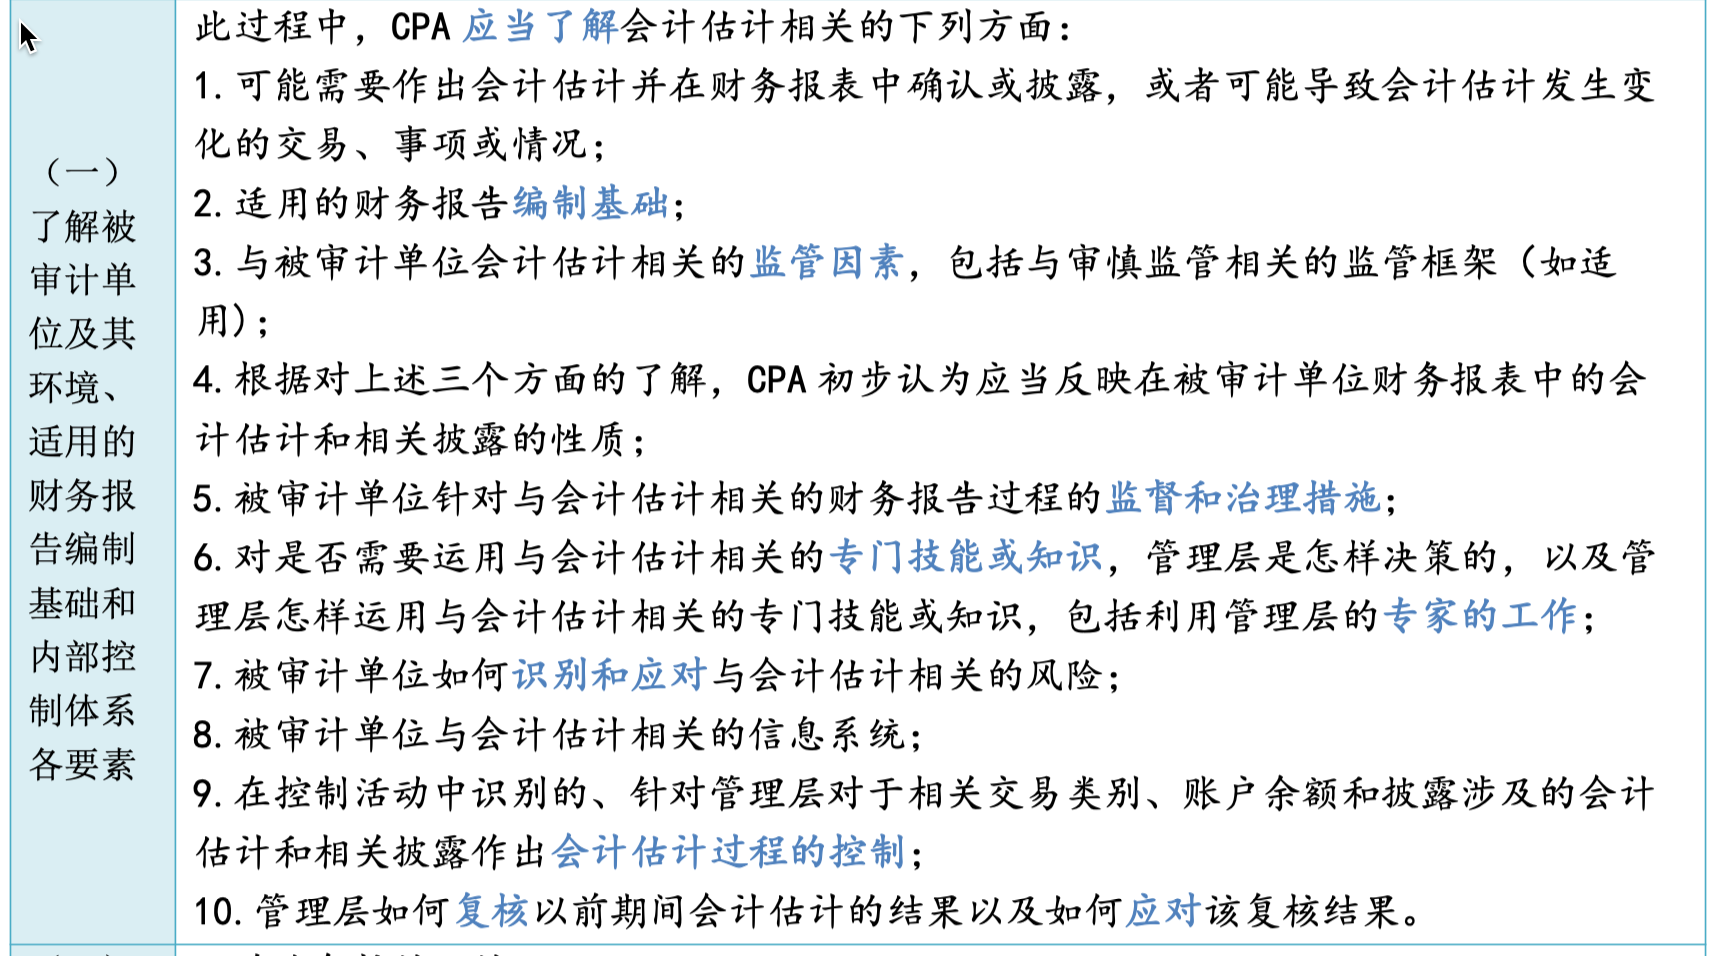 此过程中，CPA 应当了解会计估计相关的下列方面：
1. 可能需要作出会计估计并在财务报表中确认或披露，或者可能导致会计估计发生变
化的交易、事项或情况；
2. 适用的财务报告编制基础；
3. 与被审计单位会计估计相关的监管因素，包括与审慎监管相关的监管框架（如适
用）；
4. 根据对上述三个方面的了解，CPA 初步认为应当反映在被审计单位财务报表中的会
计估计和相关披露的性质；
5. 被审计单位针对与会计估计相关的财务报告过程的监督和治理措施；
6. 对是否需要运用与会计估计相关的专门技能或知识，管理层是怎样决策的，以及管
理层怎样运用与会计估计相关的专门技能或知识，包括利用管理层的专家的工作；
7. 被审计单位如何识别和应对与会计估计相关的风险；
8. 被审计单位与会计估计相关的信息系统；
9. 在控制活动中识别的、针对管理层对于相关交易类别、账户余额和披露涉及的会计
估计和相关披露作出会计估计过程的控制；
10. 管理层如何复核以前期间会计估计的结果以及如何应对该复核结果。
（一）
了解被
审计单
位及其
环境、
适用的
财务报
告编制
基础和
内部控
制体系
各要素